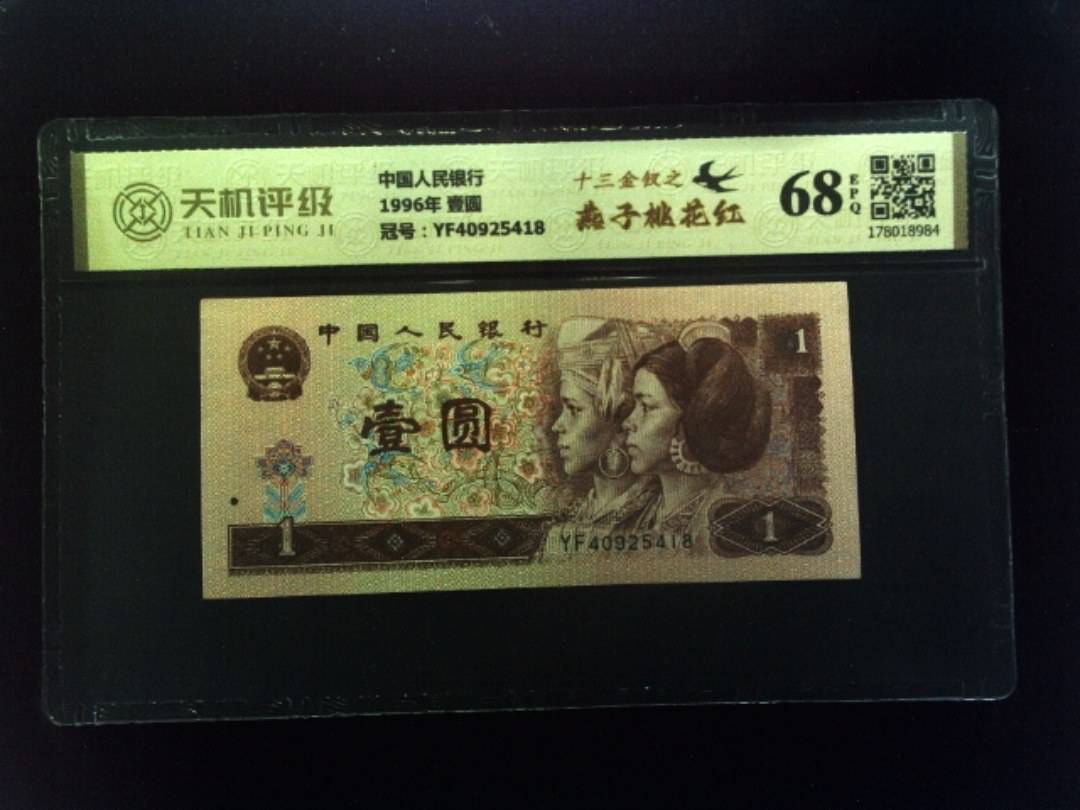 天机评级
TIAN JI PING JI
中国人民银行
1996年 壹圆
冠号：YF40925418
十三金钗之
燕子桃花红
68
EPQ
178018984
中国人民银行
1
壹圆
1
YF40925418
1